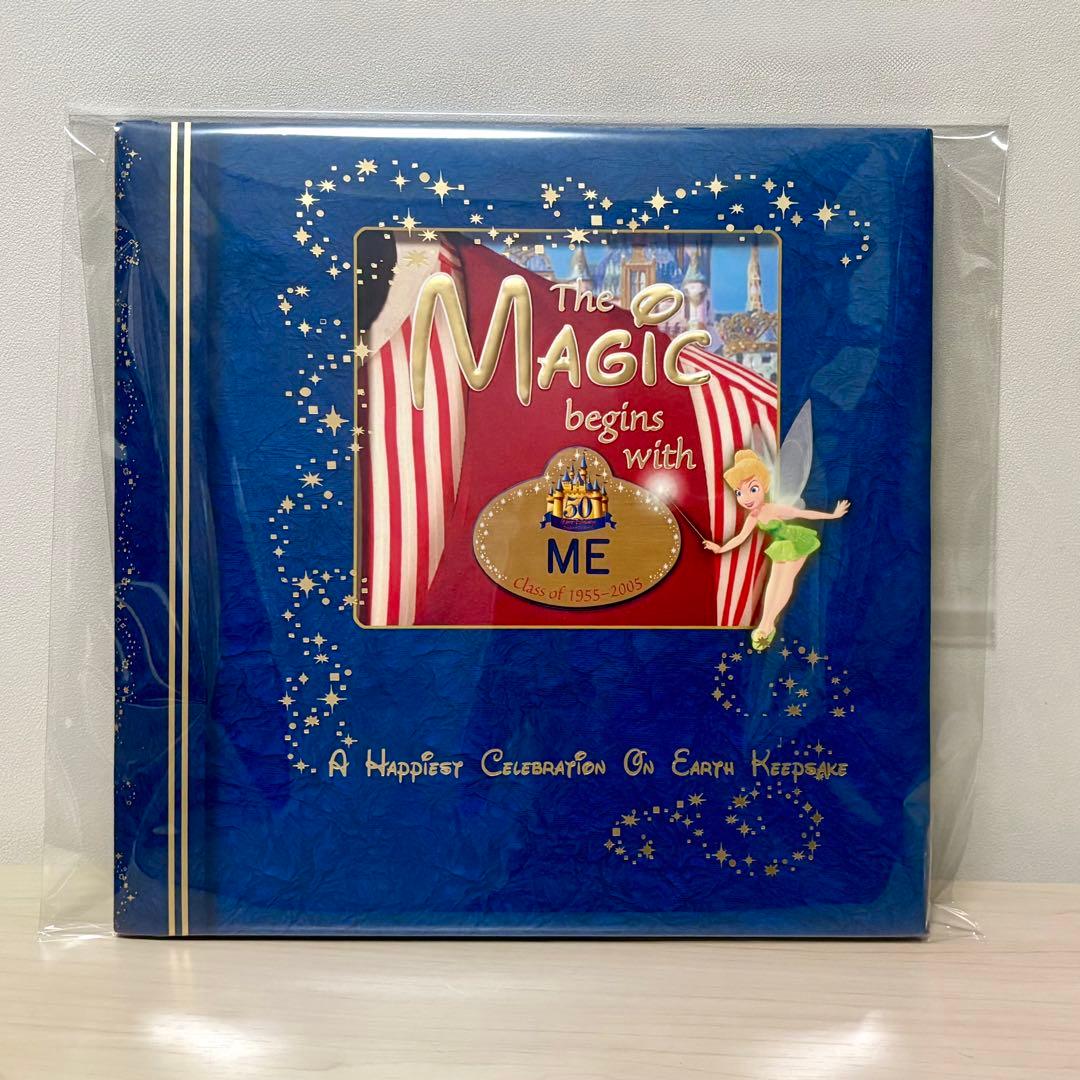 The
MAGIC
begins
with
50
ME
Class of 1955-2005
A Happiest Celebration On Earth Keepsake